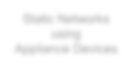 Static Networks
using
Appliance Devices